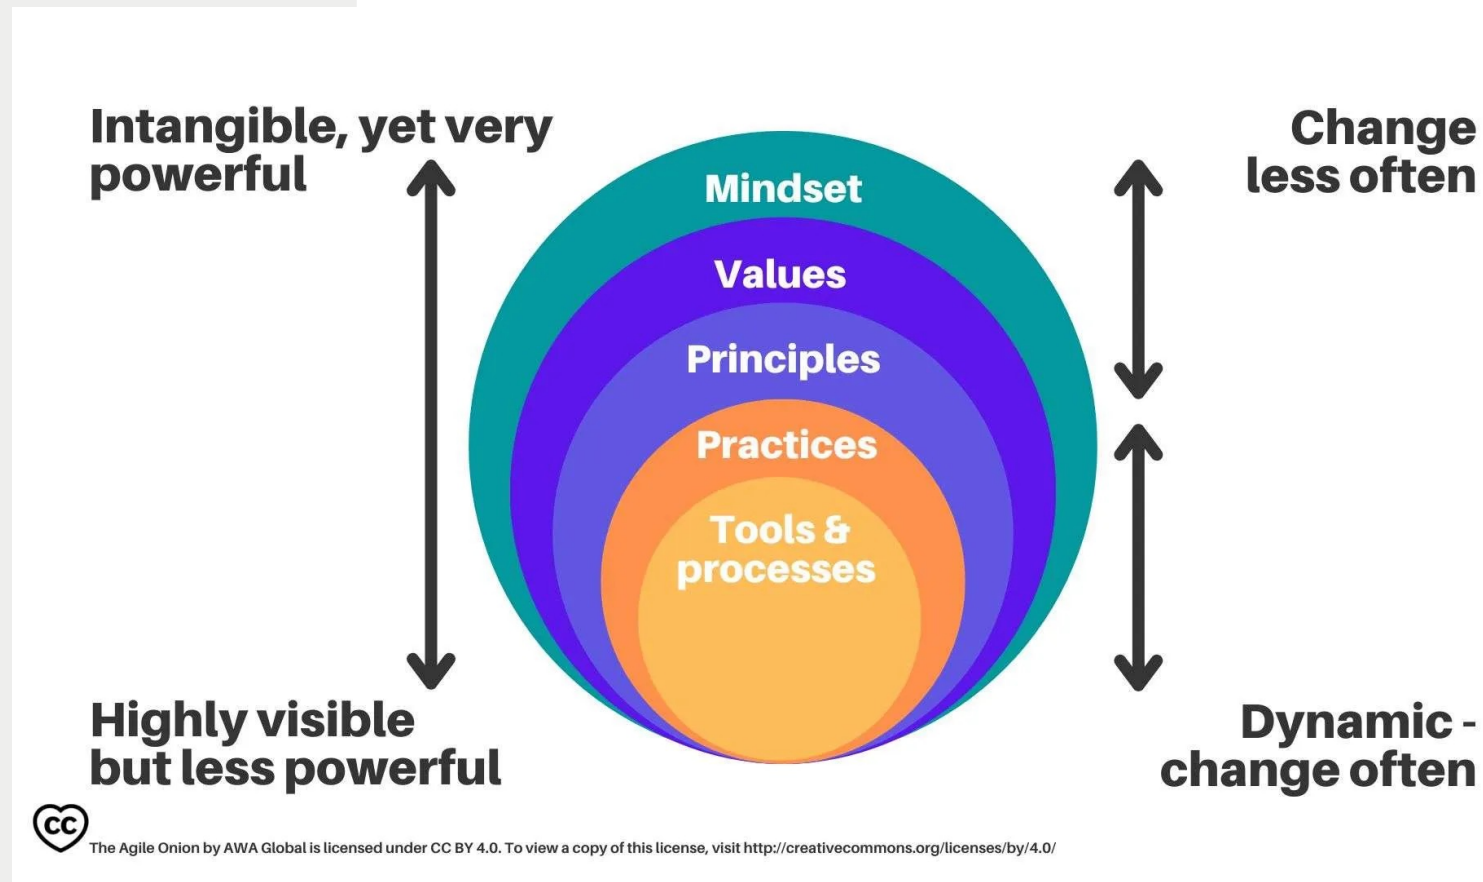 Intangible, yet very
powerful
Change
less often
Mindset
Values
Principles
Practices
Tools &
processes
Highly visible
but less powerful
Dynamic -
change often
CC
The Agile Onion by AWA Global is licensed under CC BY 4.0. To view a copy of this license, visit http://creativecommons.org/licenses/by/4.0/